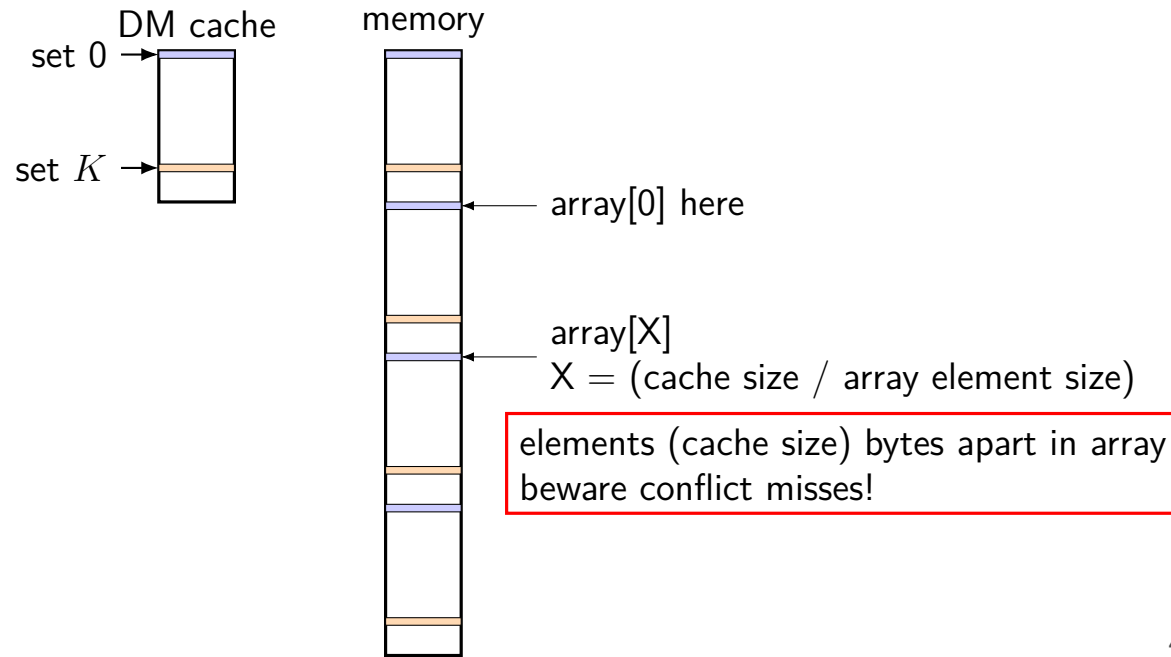 DM cache
memory
set 0
set K
array[0] here
array[X]
X = (cache size / array element size)
elements (cache size) bytes apart in array
beware conflict misses!